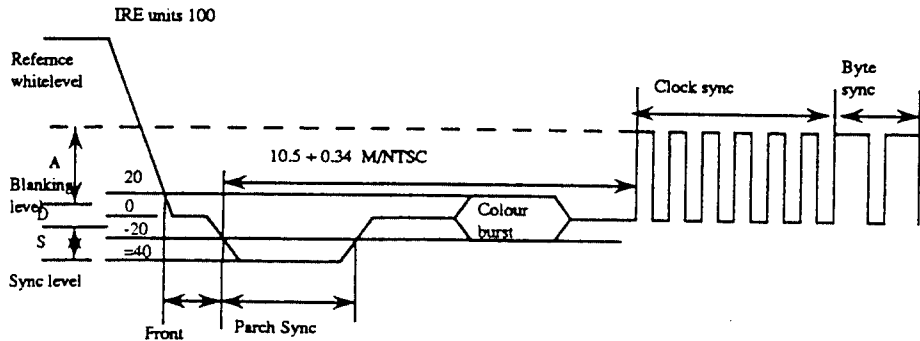 IRE units 100
Refernce
whitelevel
Clock sync
Byte
sync
A
10.5 + 0.34 M/NTSC
20
Blanking
level
0
D
Colour
burst
-20
S
=40
Sync level
Front
Parch Sync